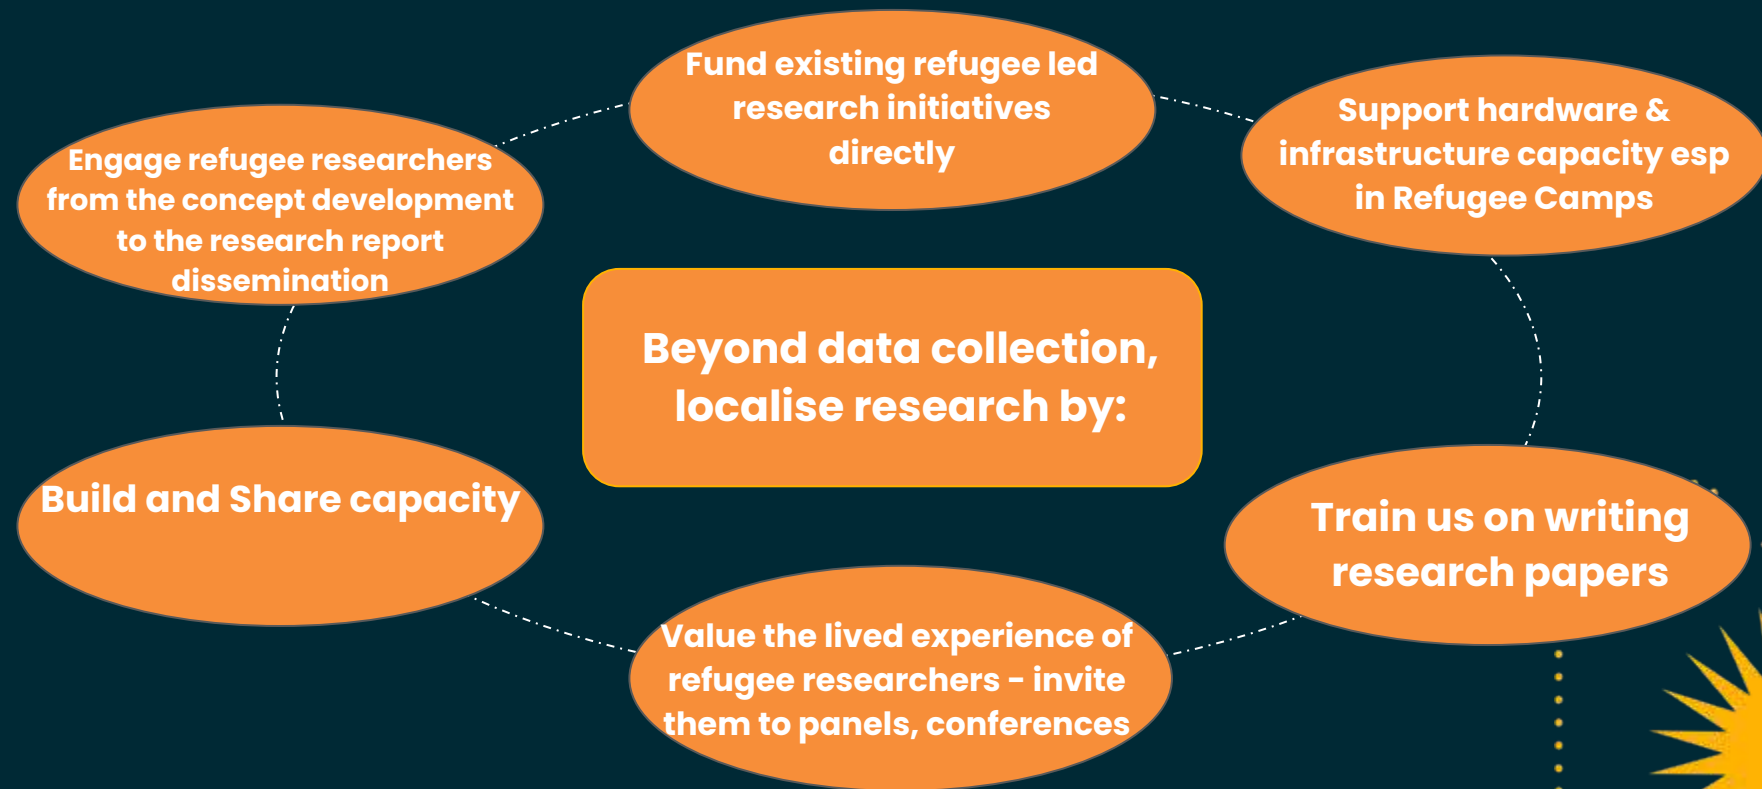 Fund existing refugee led
research initiatives
directly
Support hardware &
infrastructure capacity esp
in Refugee Camps
Engage refugee researchers
from the concept development
to the research report
dissemination
Beyond data collection,
localise research by:
Build and Share capacity
Train us on writing
research papers
Value the lived experience of
refugee researchers - invite
them to panels, conferences